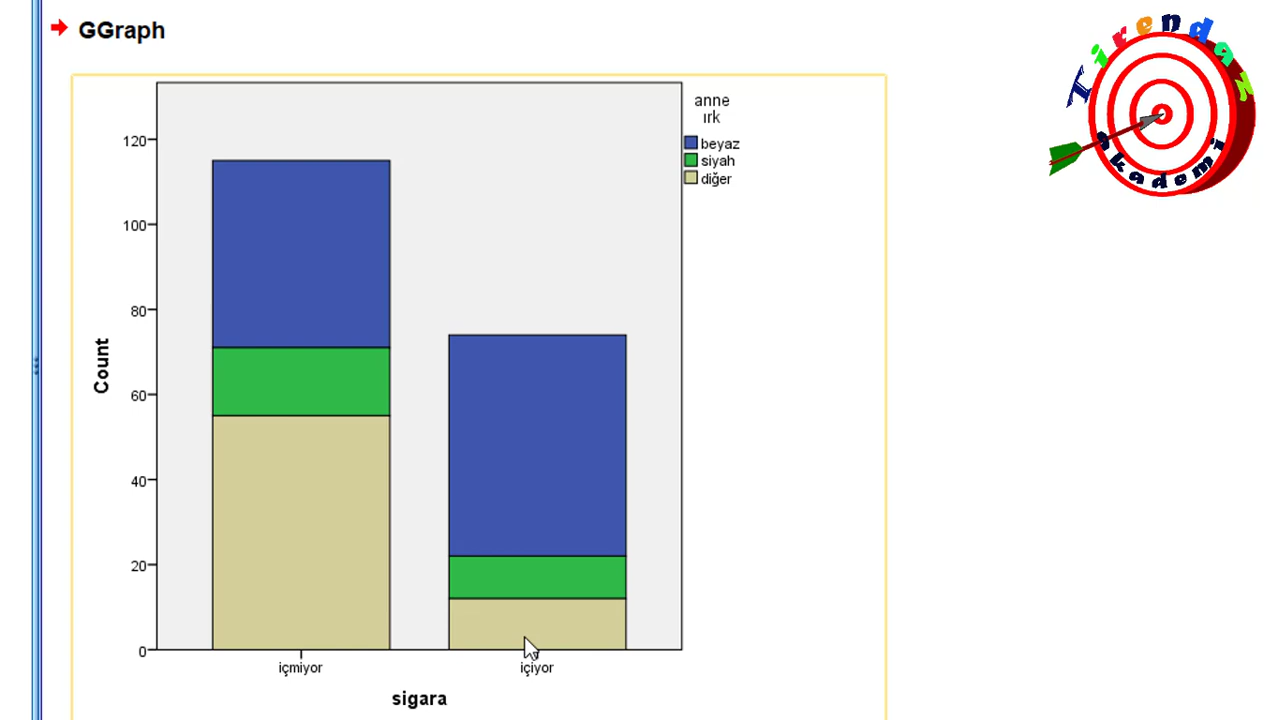 GGraph
Tirendaz
Akademi
anne
ırk
beyaz
siyah
diğer
120
100
80
60
40
20
0
Count
içmiyor
içiyor
sigara